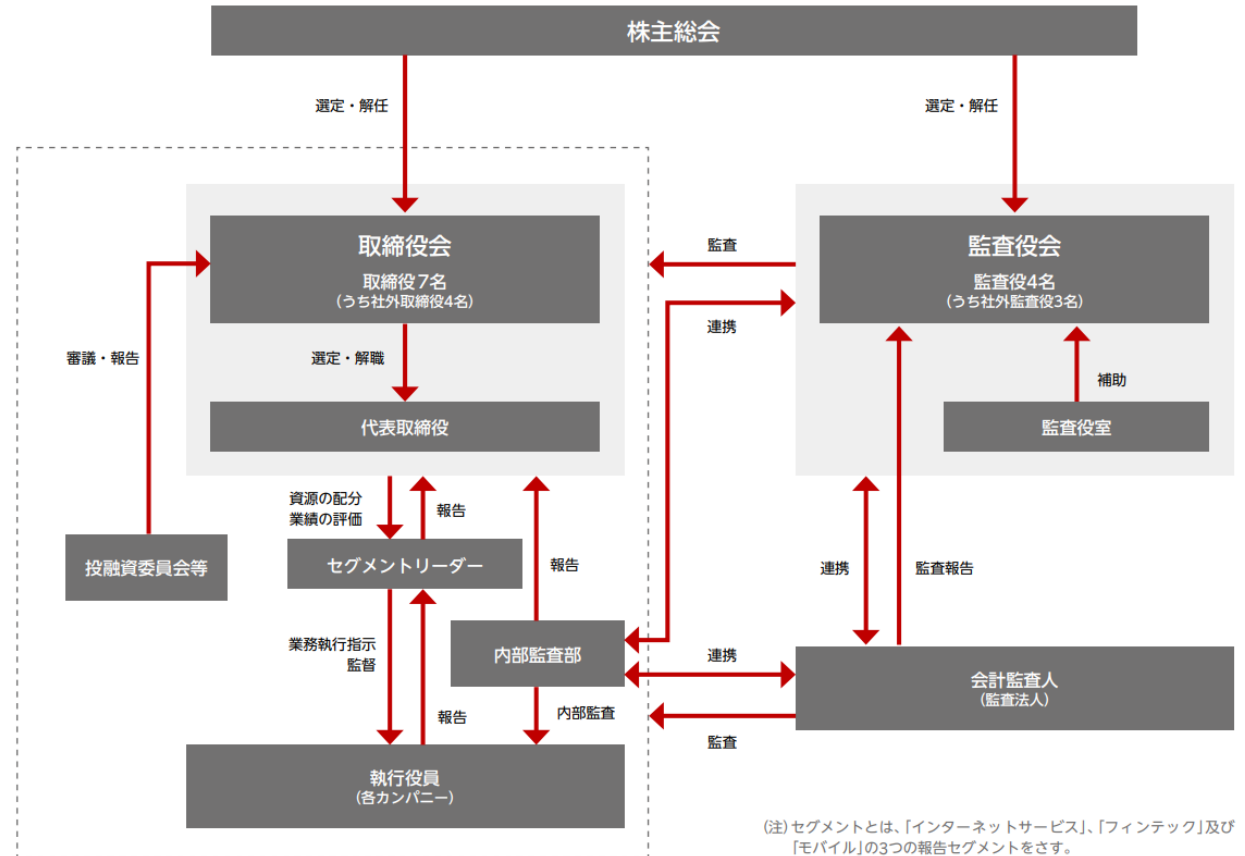 株主総会
選定・解任
選定・解任
取締役会
取締役7名
(うち社外取締役4名)
監査
監査役会
監査役4名
(うち社外監査役3名)
連携
審議・報告
選定・解職
補助
代表取締役
監査役室
資源の配分
業績の評価
報告
投融資委員会等
セグメントリーダー
報告
連携
監査報告
業務執行指示
監督
内部監査部
連携
会計監査人
(監査法人)
報告
内部監査
監査
執行役員
(各カンパニー)
(注)セグメントとは、「インターネットサービス」、「フィンテック」及び
「モバイル」の3つの報告セグメントをさす。